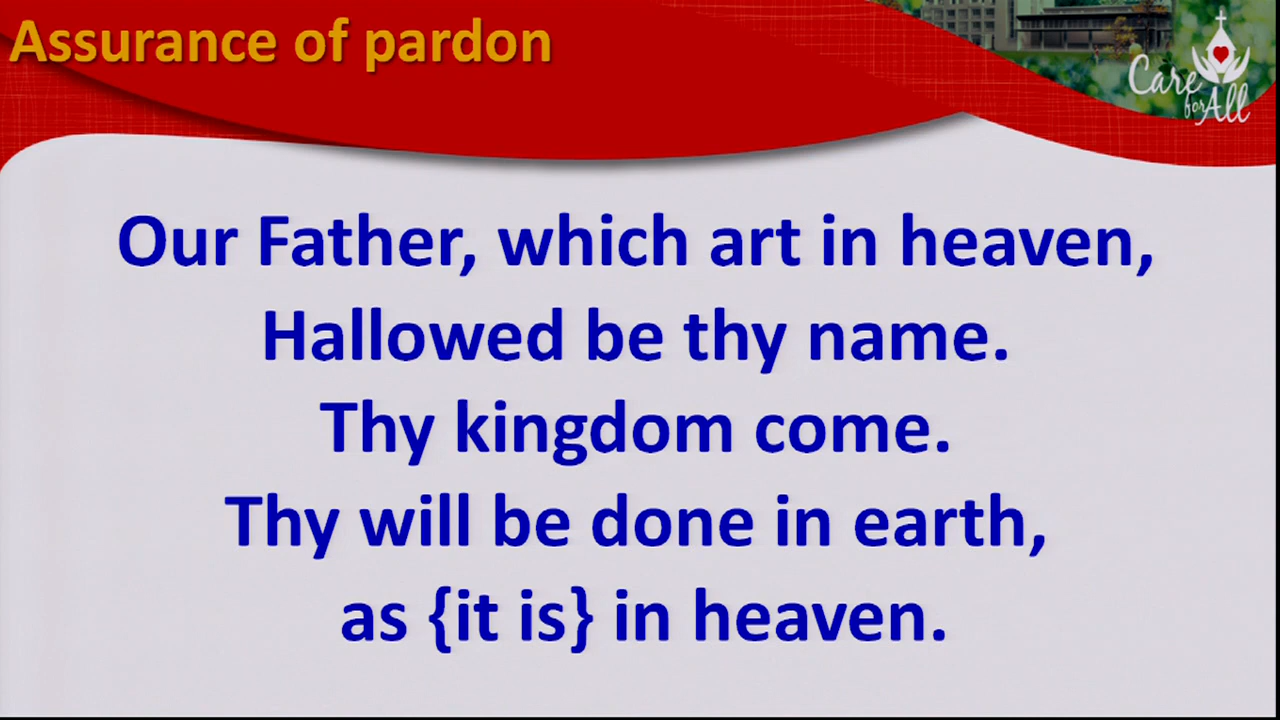 Assurance of pardon
Care
for All
Our Father, which art in heaven,
Hallowed be thy name.
Thy kingdom come.
Thy will be done in earth,
as {it is} in heaven.